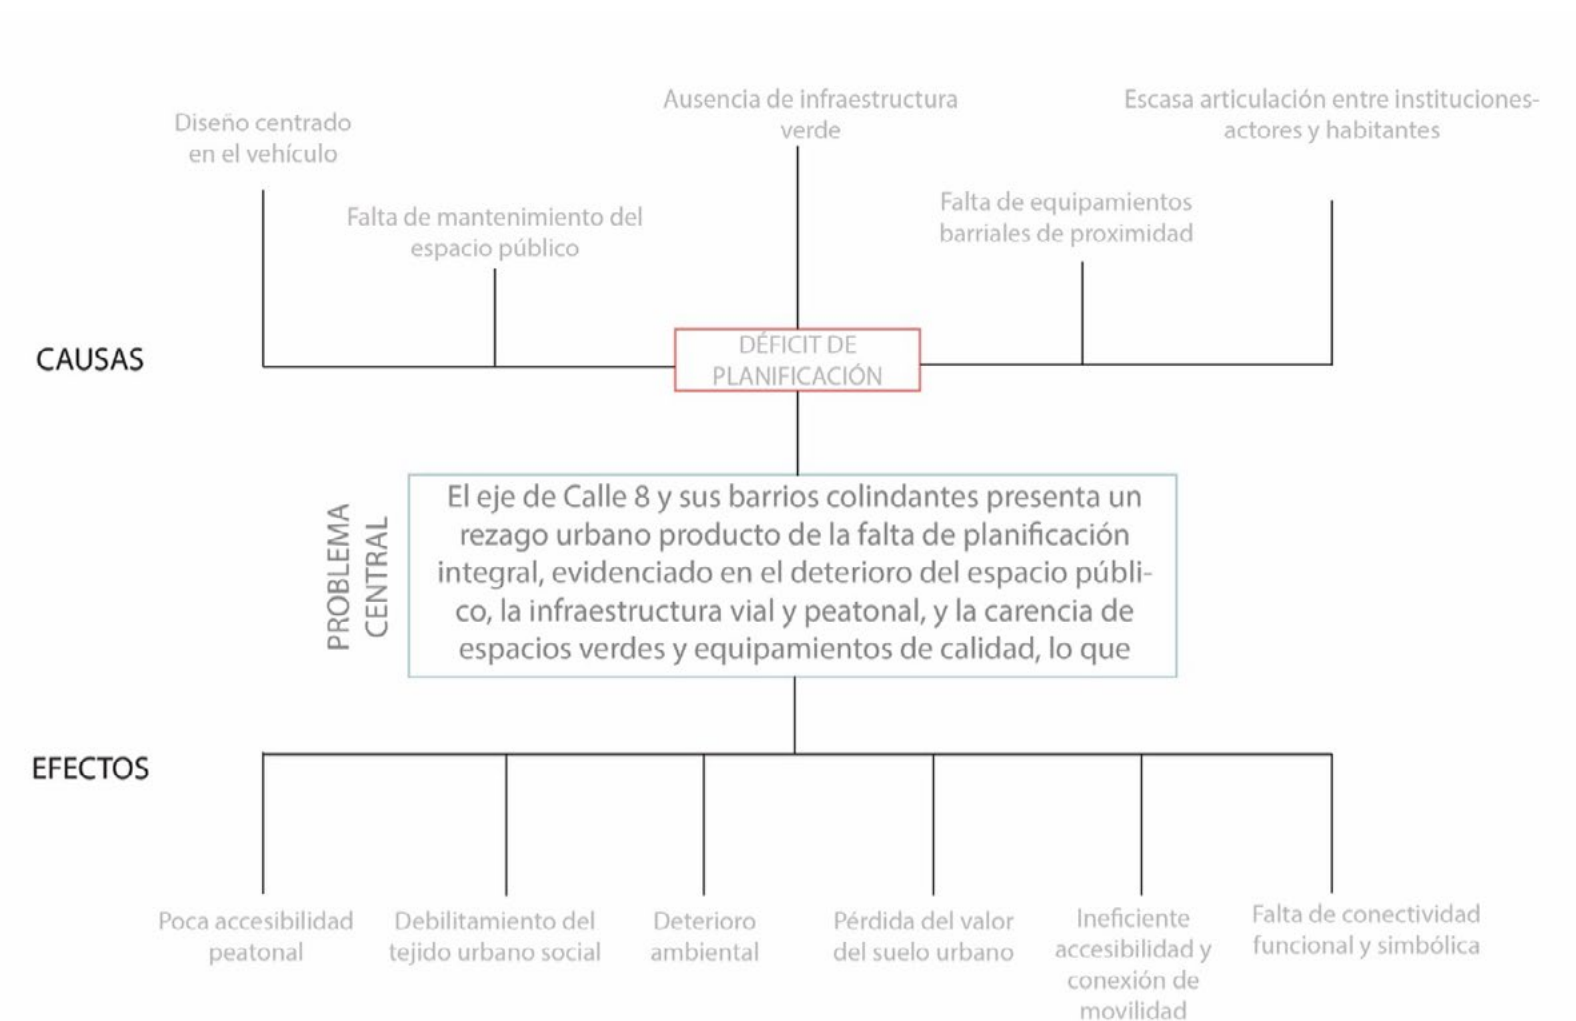 Diseño centrado
en el vehículo
Falta de mantenimiento del
espacio público
Ausencia de infraestructura
verde
Falta de equipamientos
barriales de proximidad
Escasa articulación entre instituciones-
actores y habitantes
CAUSAS
DÉFICIT DE
PLANIFICACIÓN
PROBLEMA
CENTRAL
El eje de Calle 8 y sus barrios colindantes presenta un
rezago urbano producto de la falta de planificación
integral, evidenciado en el deterioro del espacio públi-
co, la infraestructura vial y peatonal, y la carencia de
espacios verdes y equipamientos de calidad, lo que
EFECTOS
Poca accesibilidad
peatonal
Debilitamiento del
tejido urbano social
Deterioro
ambiental
Pérdida del valor
del suelo urbano
Ineficiente
accesibilidad y
conexión de
movilidad
Falta de conectividad
funcional y simbólica